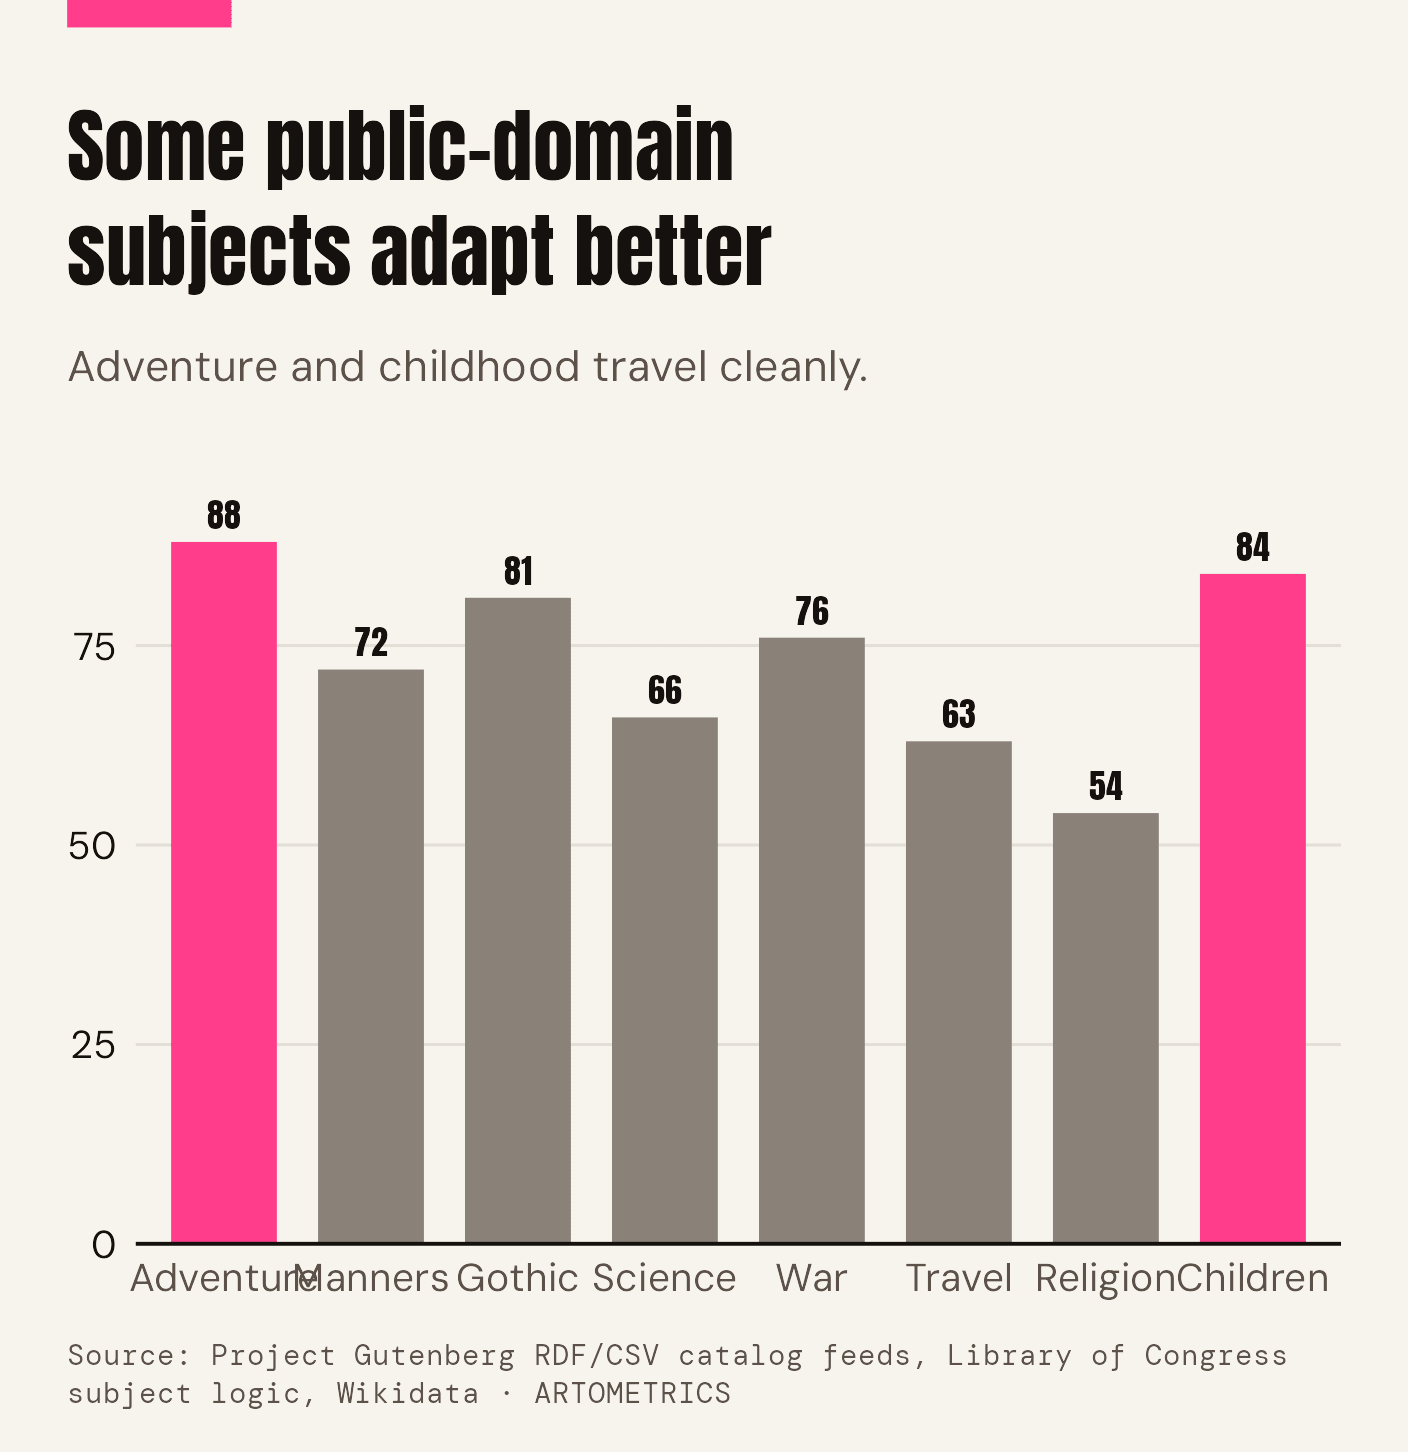 Some public-domain
subjects adapt better
Adventure and childhood travel cleanly.
88
81
84
76
72
66
63
54
75
50
25
0
Adventure Manners Gothic Science War Travel Religion Children
Source: Project Gutenberg RDF/CSV catalog feeds, Library of Congress
subject logic, Wikidata · ARTOMETRICS